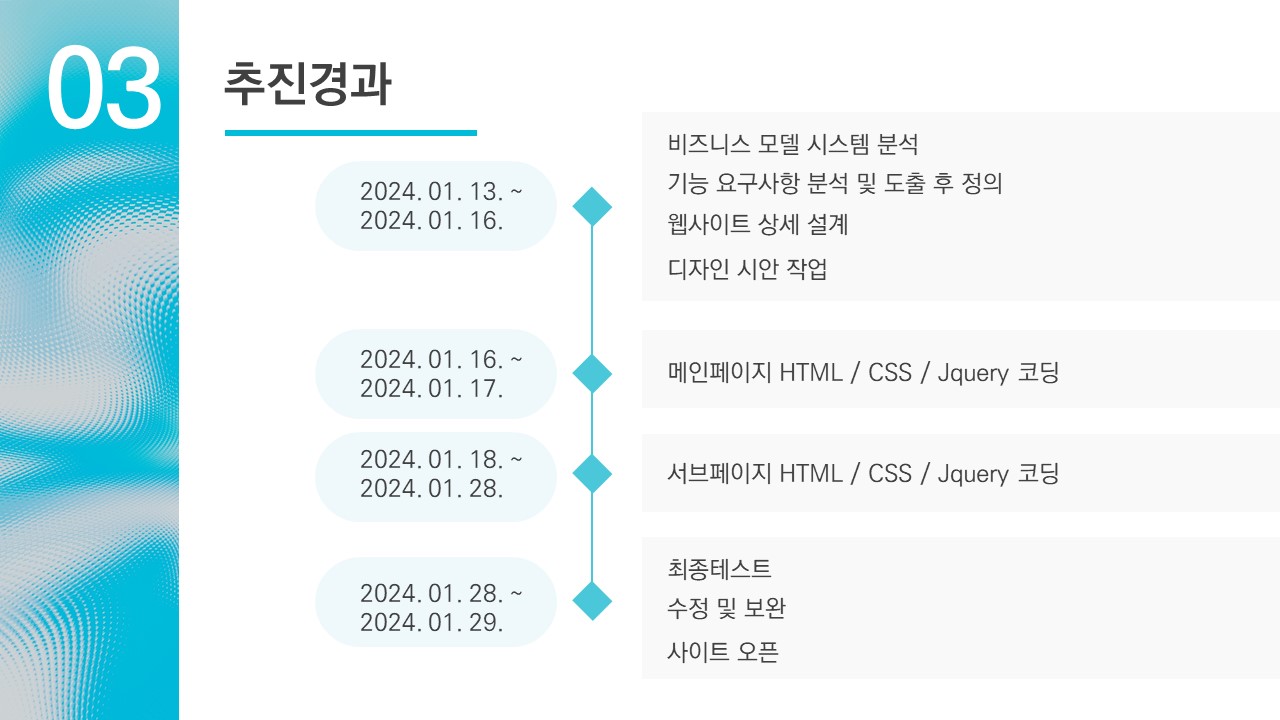 03
추진경과
2024. 01. 13. ~
2024. 01. 16.
비즈니스 모델 시스템 분석
기능 요구사항 분석 및 도출 후 정의
웹사이트 상세 설계
디자인 시안 작업
2024. 01. 16. ~
2024. 01. 17.
메인페이지 HTML / CSS / Jquery 코딩
2024. 01. 18. ~
2024. 01. 28.
서브페이지 HTML / CSS / Jquery 코딩
2024. 01. 28. ~
2024. 01. 29.
최종테스트
수정 및 보완
사이트 오픈